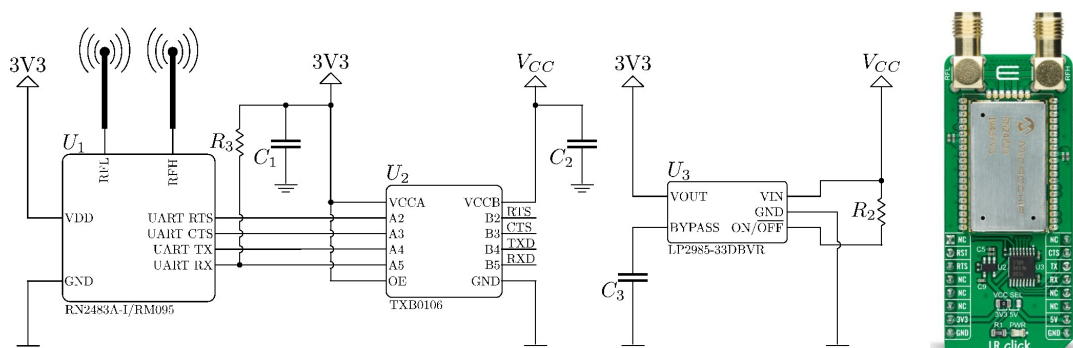 3V3
RFL
RFH
U1
VDD
GND
UART RTS
UART CTS
UART TX
UART RX
RN2483A-I/RM095
R3
3V3
C1
U2
VCCA
A2
A3
A4
A5
OE
VCCB
B2
B3
B4
B5
GND
TXB0106
RTS
CTS
TXD
RXD
VCC
C2
3V3
U3
VOUT
BYPASS
VIN
GND
ON/OFF
LP2985-33DBVR
C3
VCC
R2
RFL
RFH
NC
RST
RTS
NC
NC
NC
3V3
GND
C5
U2
C9
U3
VCC SEL
3V3 5V
R1 PWR
NC
CTS
TX
RX
NC
NC
5V
GND
LR click